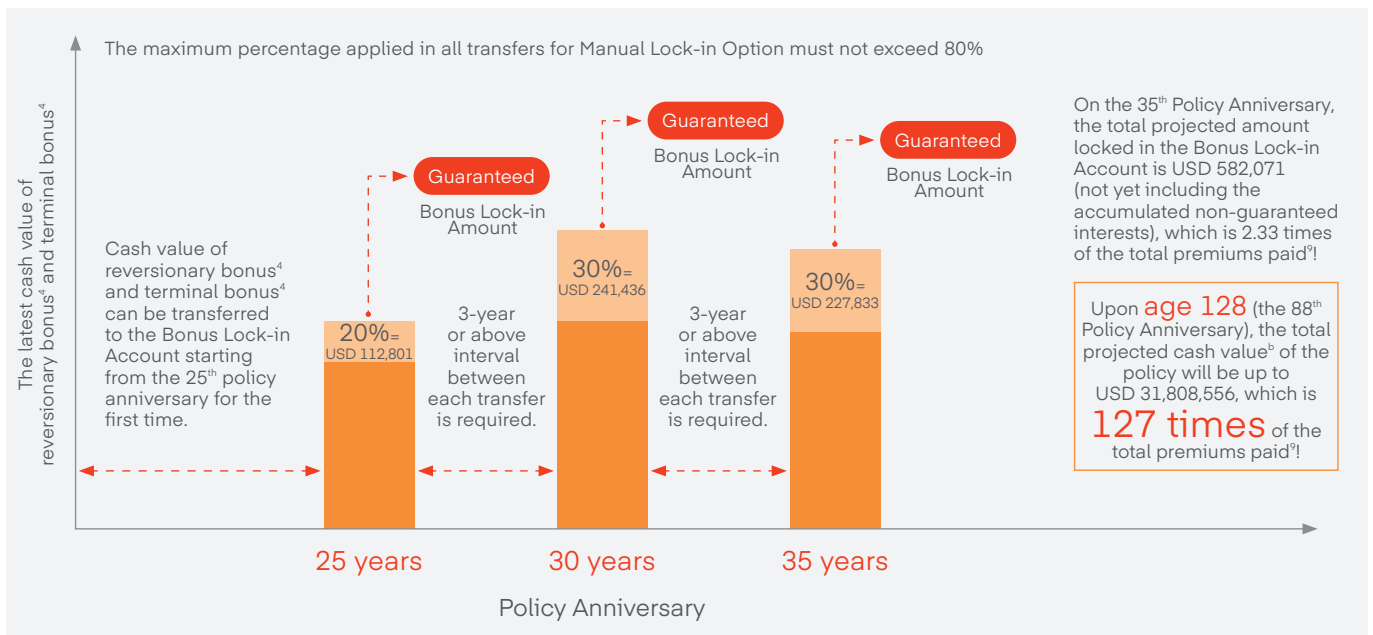 The maximum percentage applied in all transfers for Manual Lock-in Option must not exceed 80%
The latest cash value of
reversionary bonus⁴ and terminal bonus⁴
Cash value of
reversionary bonus⁴
and terminal bonus⁴
can be transferred
to the Bonus Lock-in
Account starting
from the 25th policy
anniversary for the
first time.
Guaranteed
Bonus Lock-in
Amount
20%=
USD 112,801
3-year
or above
interval
between
each transfer
is required.
Guaranteed
Bonus Lock-in
Amount
30%=
USD 241,436
3-year
or above
interval
between
each transfer
is required.
Guaranteed
Bonus Lock-in
Amount
30%=
USD 227,833
On the 35th Policy Anniversary,
the total projected amount
locked in the Bonus Lock-in
Account is USD 582,071
(not yet including the
accumulated non-guaranteed
interests), which is 2.33 times
of the total premiums paid⁹!
Upon age 128 (the 88th
Policy Anniversary), the total
projected cash valueᵇ of the
policy will be up to
USD 31,808,556, which is
127 times of the
total premiums paid⁹!
25 years
30 years
35 years
Policy Anniversary